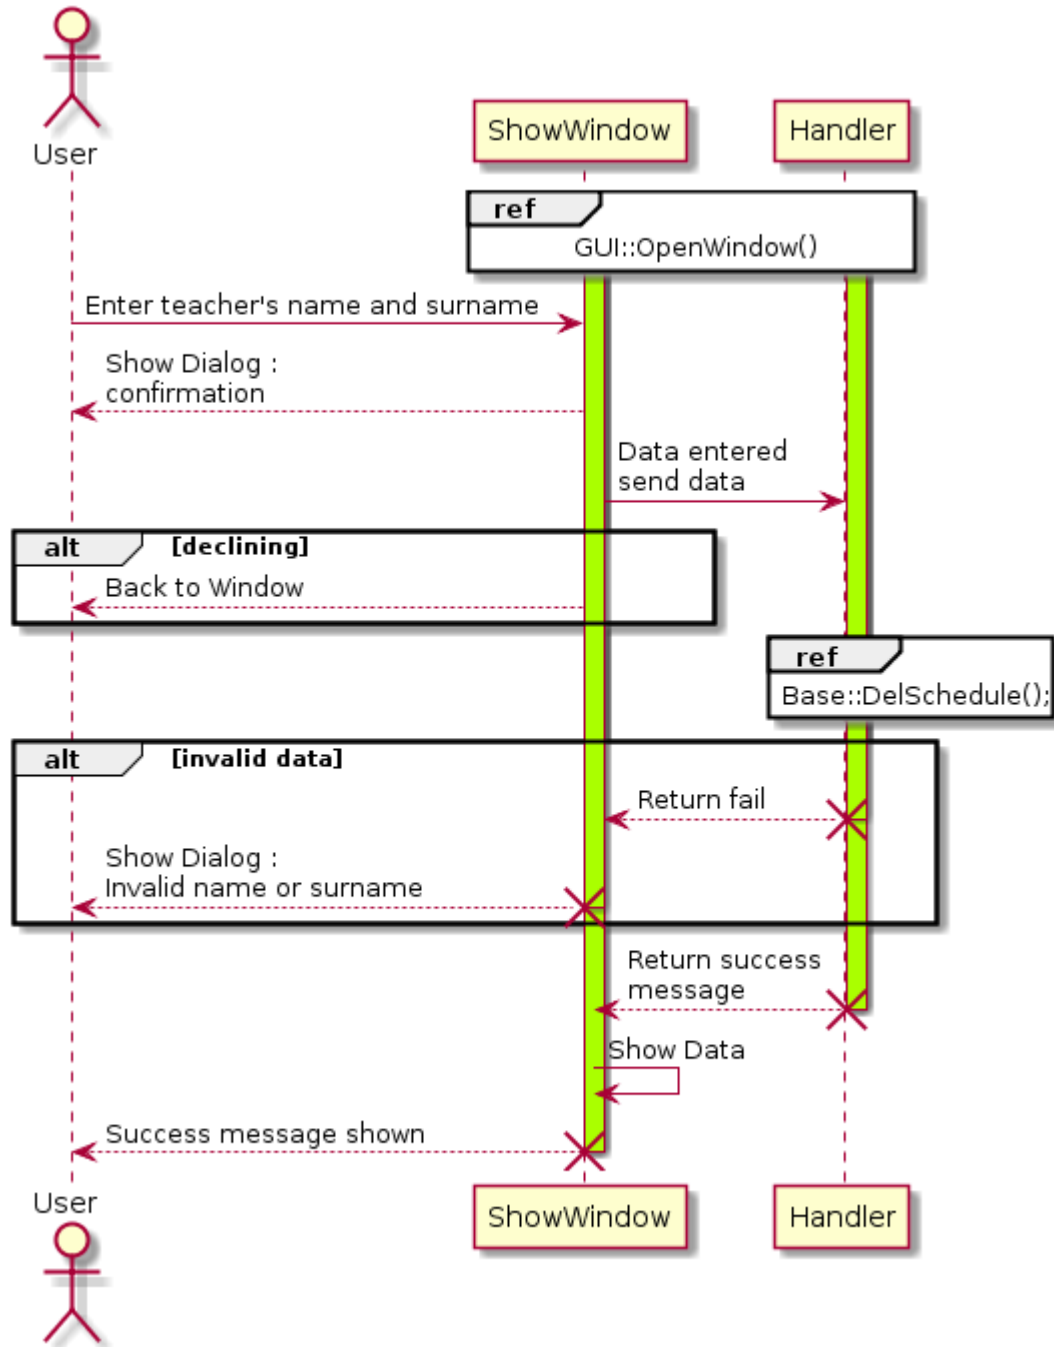 User
ShowWindow
Handler
ref
GUI::OpenWindow()
Enter teacher's name and surname
Show Dialog :
confirmation
Data entered
send data
alt
[declining]
Back to Window
ref
Base::DelSchedule();
alt
[invalid data]
Return fail
Show Dialog :
Invalid name or surname
Return success
message
Show Data
Success message shown
User
ShowWindow
Handler